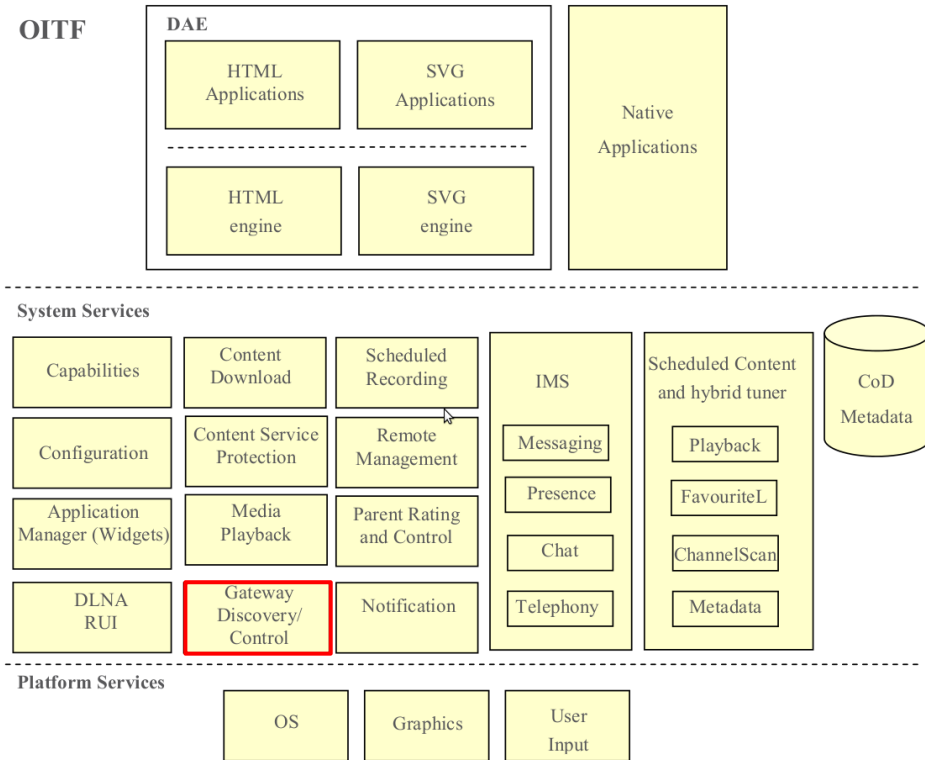 OITF
DAE
HTML
Applications
SVG
Applications
HTML
engine
SVG
engine
Native
Applications
System Services
Capabilities
Content
Download
Scheduled
Recording
Configuration
Content Service
Protection
Remote
Management
Application
Manager (Widgets)
Media
Playback
Parent Rating
and Control
DLNA
RUI
Gateway
Discovery/
Control
Notification
IMS
Messaging
Presence
Chat
Telephony
Scheduled Content
and hybrid tuner
Playback
FavouriteL
ChannelScan
Metadata
CoD
Metadata
Platform Services
OS
Graphics
User
Input